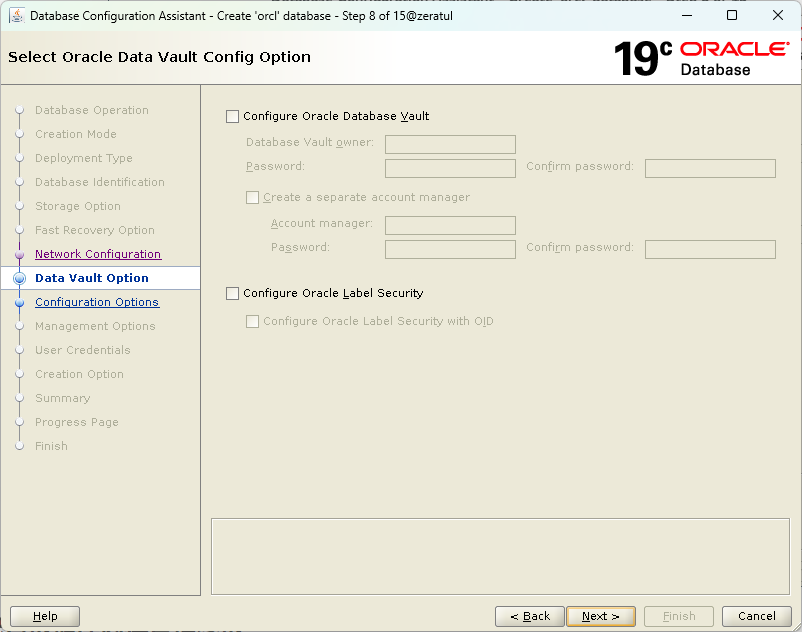 Database Configuration Assistant - Create 'orcl' database - Step 8 of 15@zeratul
Select Oracle Data Vault Config Option
19c ORACLE Database
Database Operation
Creation Mode
Deployment Type
Database Identification
Storage Option
Fast Recovery Option
Network Configuration
Data Vault Option
Configuration Options
Management Options
User Credentials
Creation Option
Summary
Progress Page
Finish
Configure Oracle Database Vault
Database Vault owner:
Password: Confirm password:
Create a separate account manager
Account manager:
Password: Confirm password:
Configure Oracle Label Security
Configure Oracle Label Security with OID
Help < Back Next > Finish Cancel